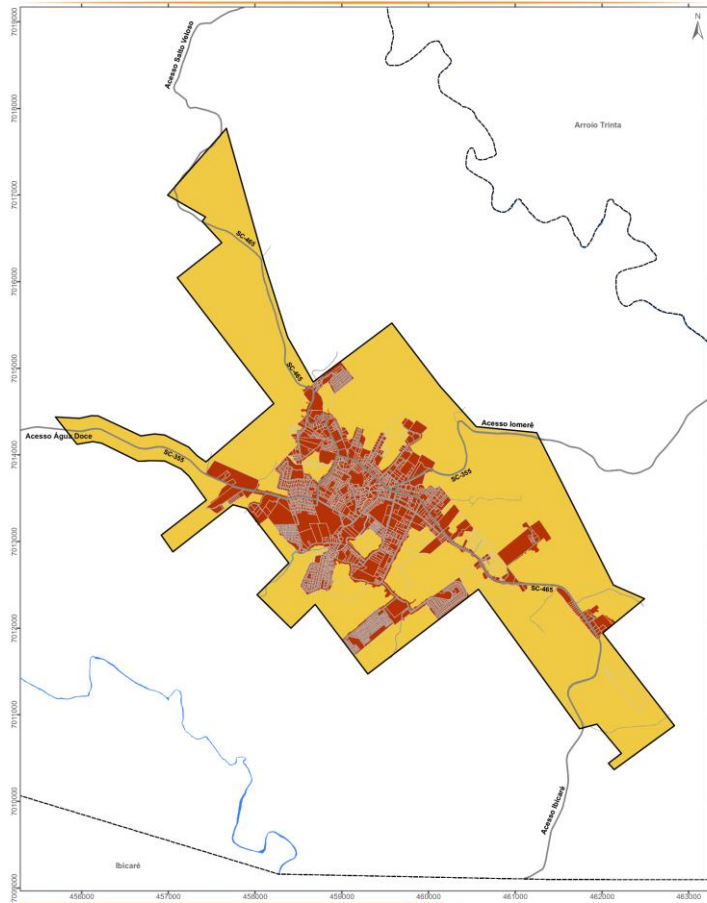 N
7019000
Acesso Salto Veloso
7018000
Arroio Trinta
7017000
SC-465
7016000
SC-465
7015000
Acesso Iomerê
Acesso Água Doce
7014000
SC-355
SC-355
7013000
SC-465
7012000
7011000
7010000
Acesso Ibicaré
Ibicaré
7009000
456000 457000 458000 459000 460000 461000 462000 463000